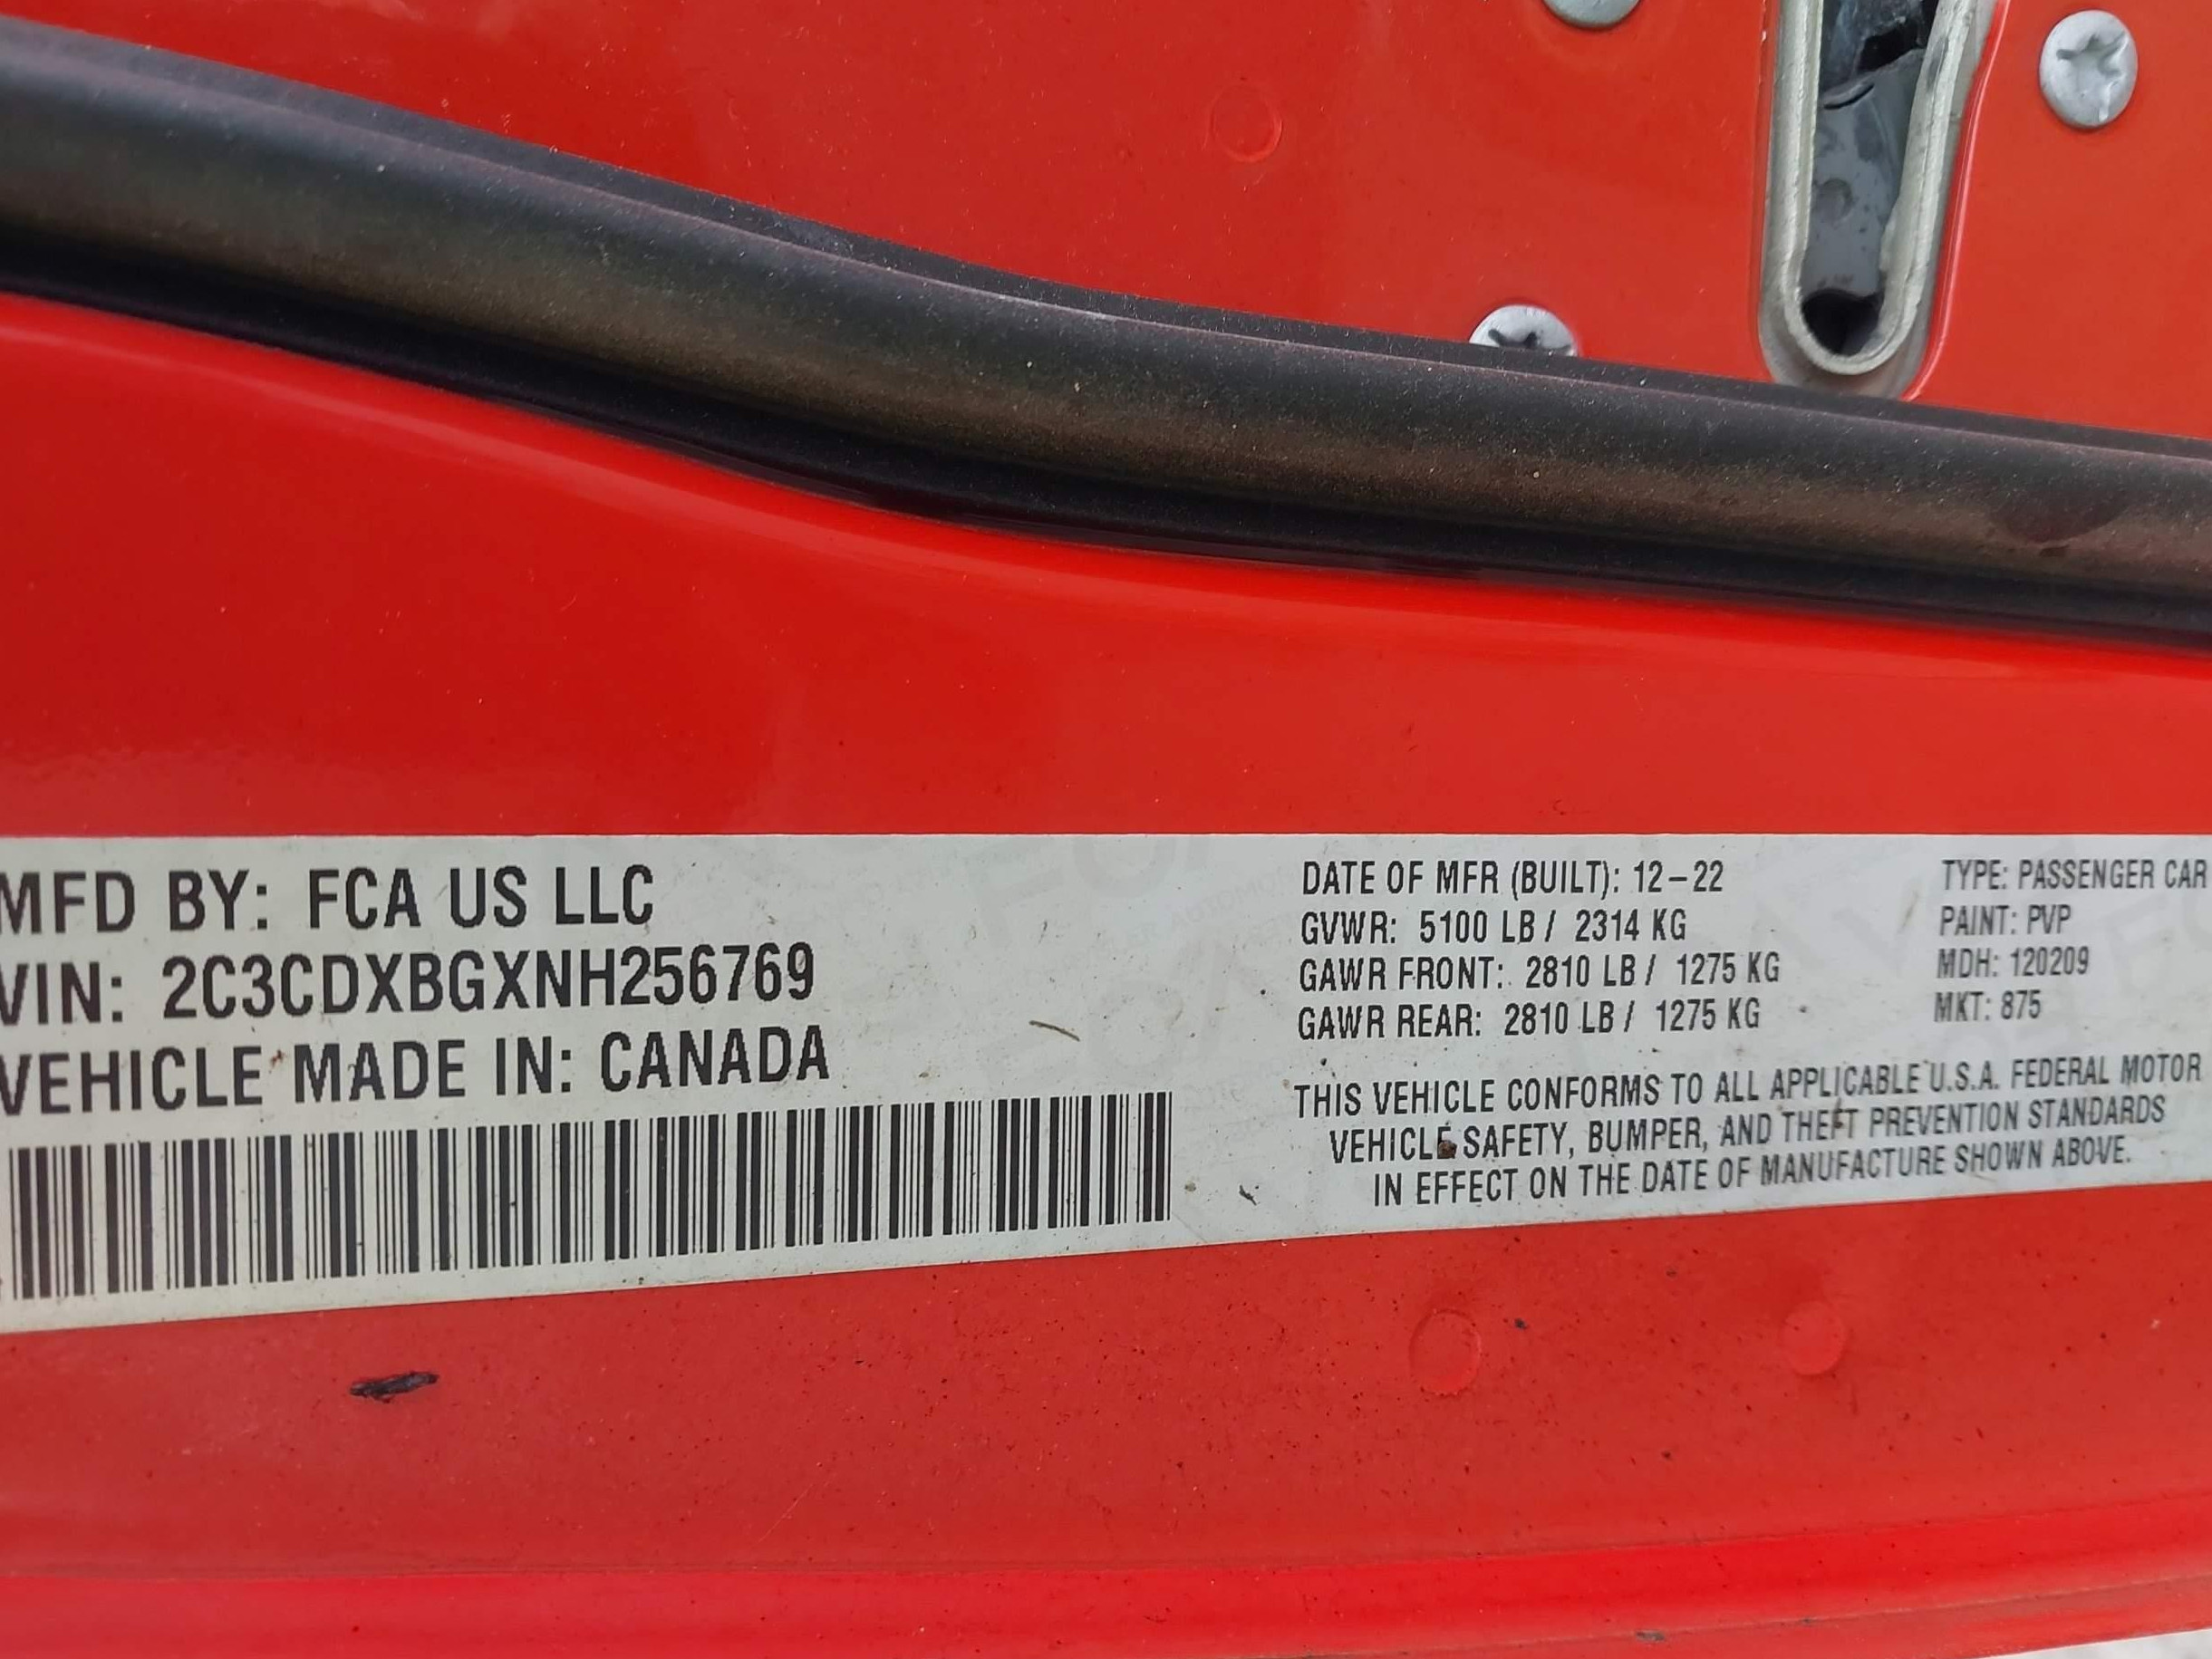 MFD BY: FCA US LLC
VIN: 2C3CDXBGXNH256769
VEHICLE MADE IN: CANADA
DATE OF MFR (BUILT): 12-22
GVWR: 5100 LB / 2314 KG
GAWR FRONT: 2810 LB / 1275 KG
GAWR REAR: 2810 LB / 1275 KG
TYPE: PASSENGER CAR
PAINT: PVP
MDH: 120209
MKT: 875
THIS VEHICLE CONFORMS TO ALL APPLICABLE U.S.A. FEDERAL MOTOR
VEHICLE SAFETY, BUMPER, AND THEFT PREVENTION STANDARDS
IN EFFECT ON THE DATE OF MANUFACTURE SHOWN ABOVE.